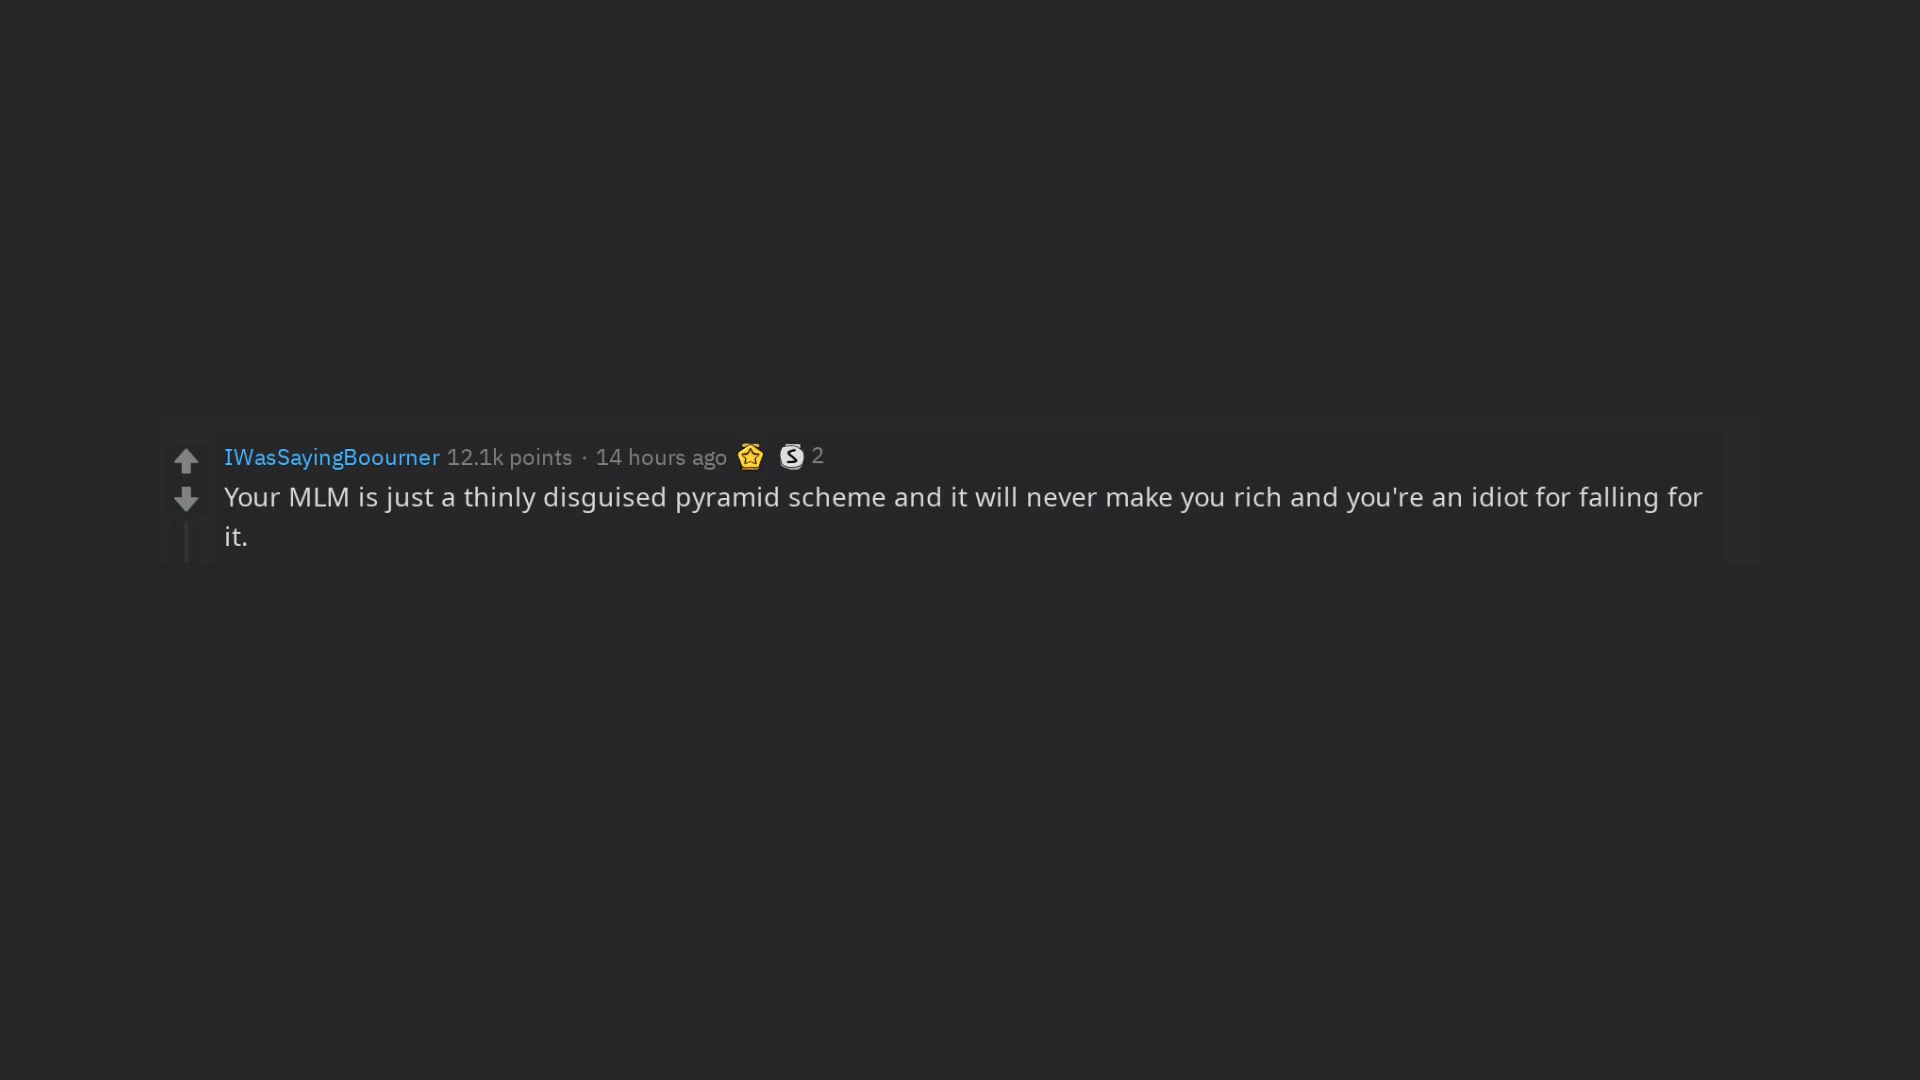 IWasSayingBoourner 12.1k points · 14 hours ago S 2
Your MLM is just a thinly disguised pyramid scheme and it will never make you rich and you're an idiot for falling for
it.